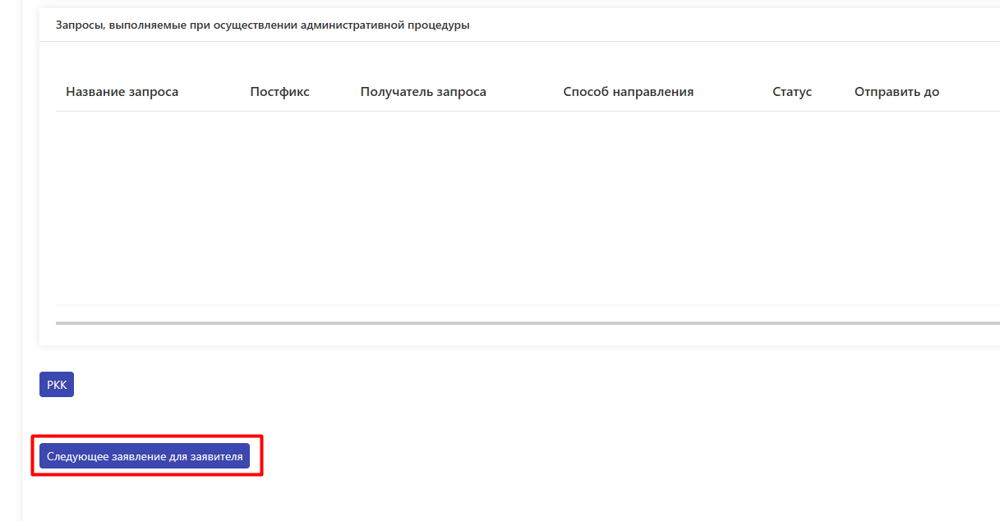 Запросы, выполняемые при осуществлении административной процедуры
Название запроса Постфикс Получатель запроса Способ направления Статус Отправить до
РКК
Следующее заявление для заявителя